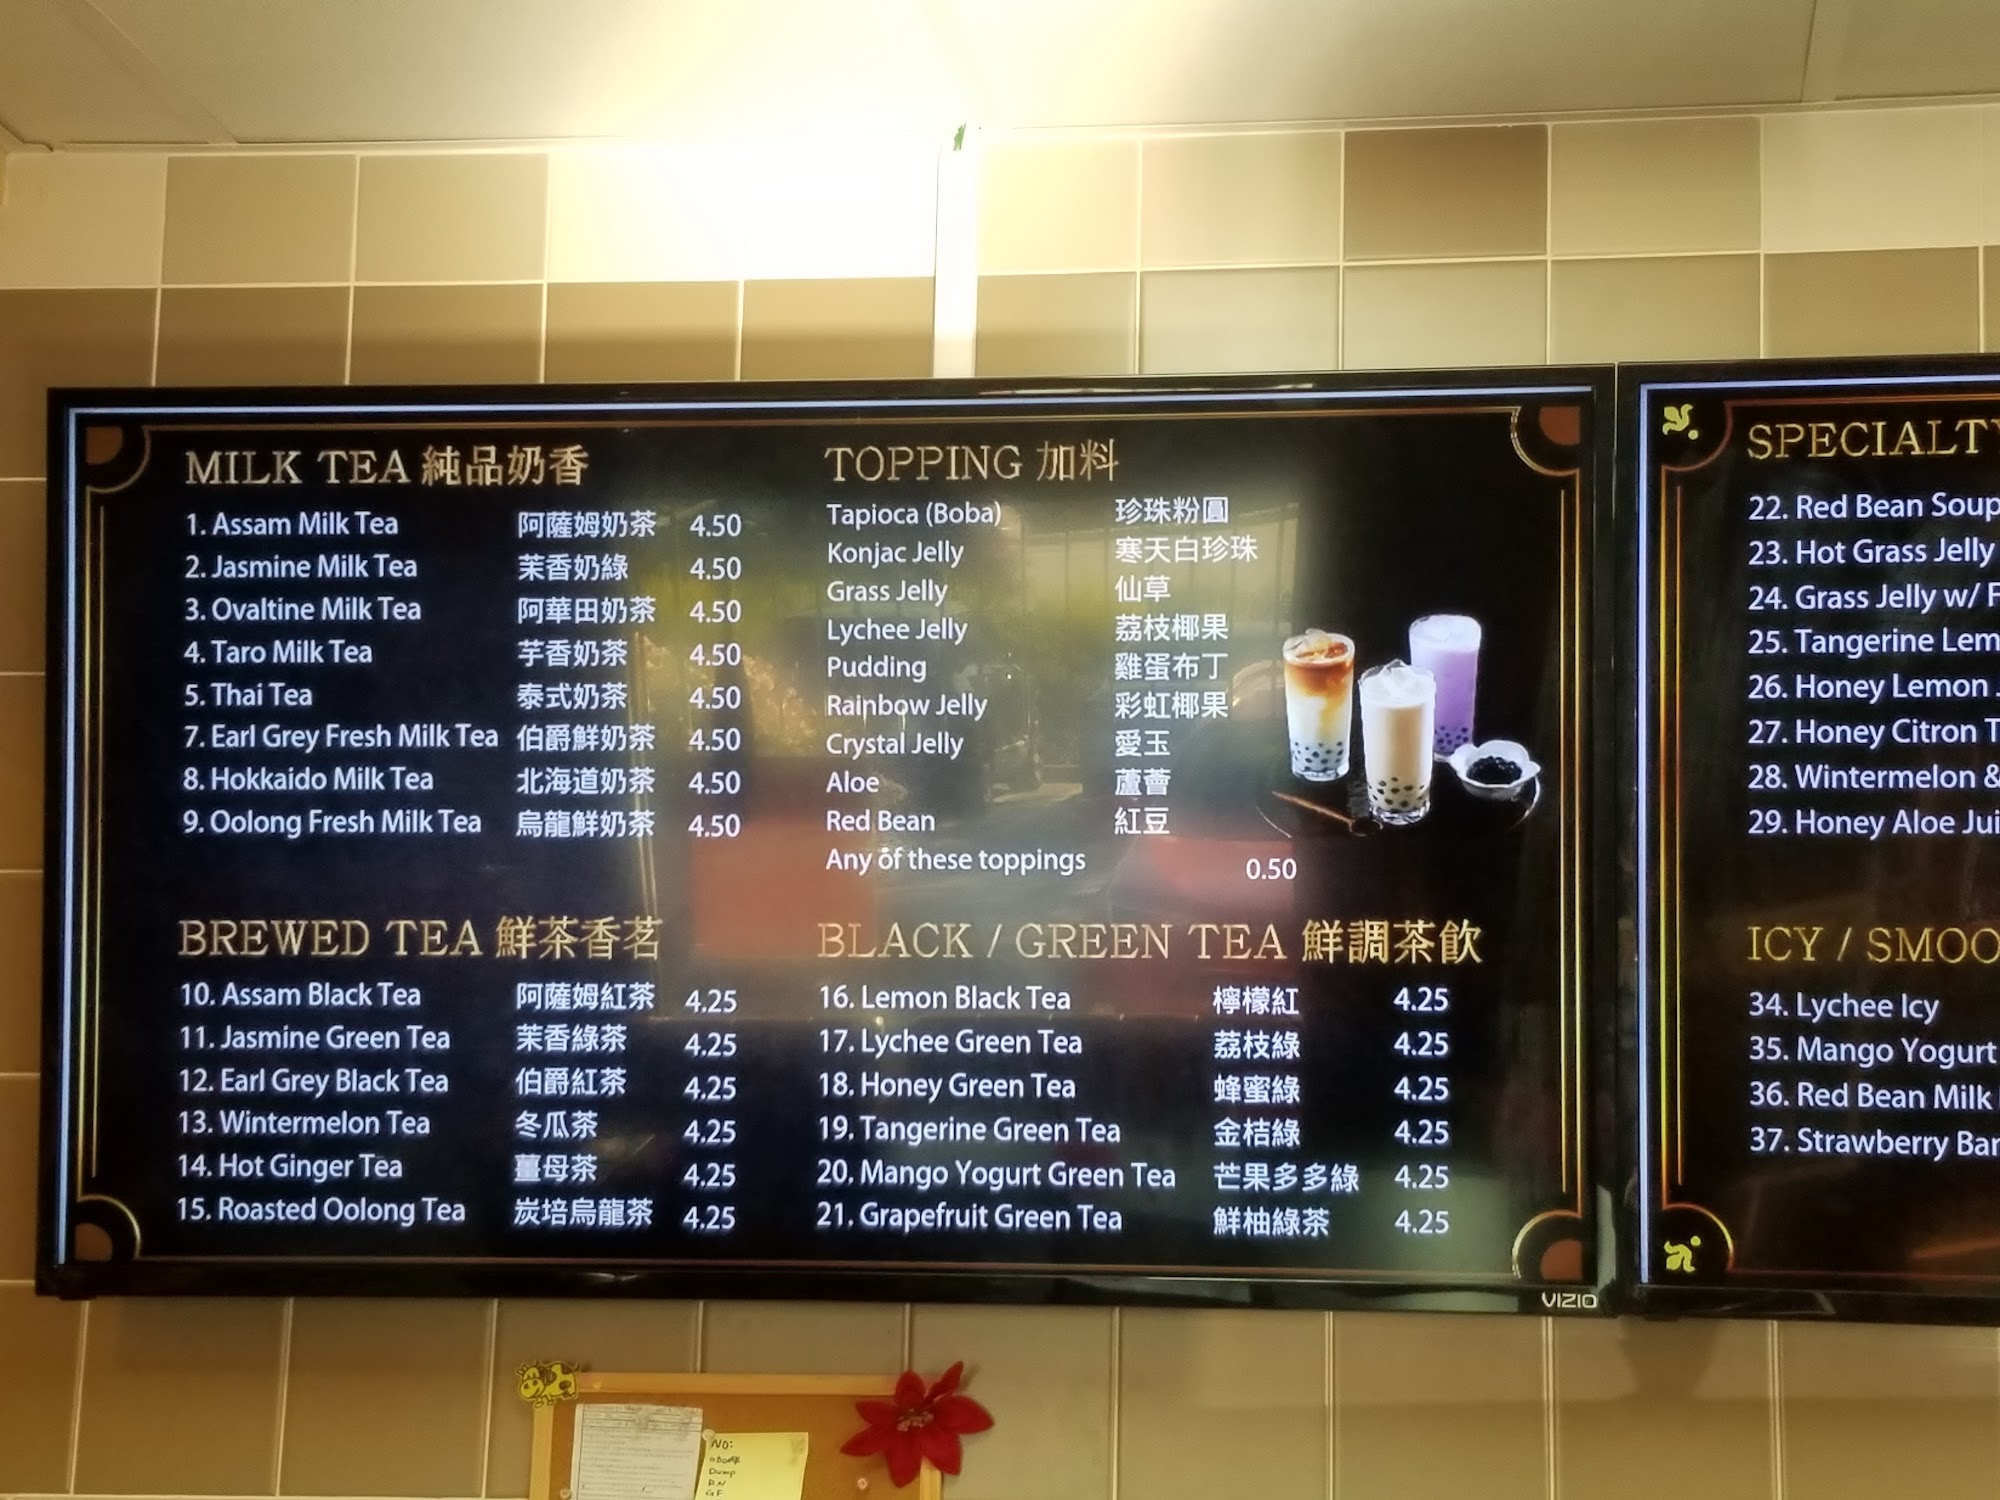 MILK TEA 純品奶香
1. Assam Milk Tea 阿薩姆奶茶 4.50
2. Jasmine Milk Tea 茉香奶綠 4.50
3. Ovaltine Milk Tea 阿華田奶茶 4.50
4. Taro Milk Tea 芋香奶茶 4.50
5. Thai Tea 泰式奶茶 4.50
7. Earl Grey Fresh Milk Tea 伯爵鮮奶茶 4.50
8. Hokkaido Milk Tea 北海道奶茶 4.50
9. Oolong Fresh Milk Tea 烏龍鮮奶茶 4.50
TOPPING 加料
Tapioca (Boba) 珍珠粉圓
Konjac Jelly 寒天白珍珠
Grass Jelly 仙草
Lychee Jelly 荔枝椰果
Pudding 雞蛋布丁
Rainbow Jelly 彩虹椰果
Crystal Jelly 愛玉
Aloe 蘆薈
Red Bean 紅豆
Any of these toppings 0.50
BREWED TEA 鮮茶香茗
10. Assam Black Tea 阿薩姆紅茶 4.25
11. Jasmine Green Tea 茉香綠茶 4.25
12. Earl Grey Black Tea 伯爵紅茶 4.25
13. Wintermelon Tea 冬瓜茶 4.25
14. Hot Ginger Tea 薑母茶 4.25
15. Roasted Oolong Tea 炭培烏龍茶 4.25
BLACK / GREEN TEA 鮮調茶飲
16. Lemon Black Tea 檸檬紅 4.25
17. Lychee Green Tea 荔枝綠 4.25
18. Honey Green Tea 蜂蜜綠 4.25
19. Tangerine Green Tea 金桔綠 4.25
20. Mango Yogurt Green Tea 芒果多多綠 4.25
21. Grapefruit Green Tea 鮮柚綠茶 4.25
VIZIO
SPECIALTY
22. Red Bean Soup
23. Hot Grass Jelly
24. Grass Jelly w/ F
25. Tangerine Lem
26. Honey Lemon
27. Honey Citron T
28. Wintermelon &
29. Honey Aloe Jui
ICY / SMOO
34. Lychee Icy
35. Mango Yogurt
36. Red Bean Milk
37. Strawberry Ban
NO:
Dump
GF